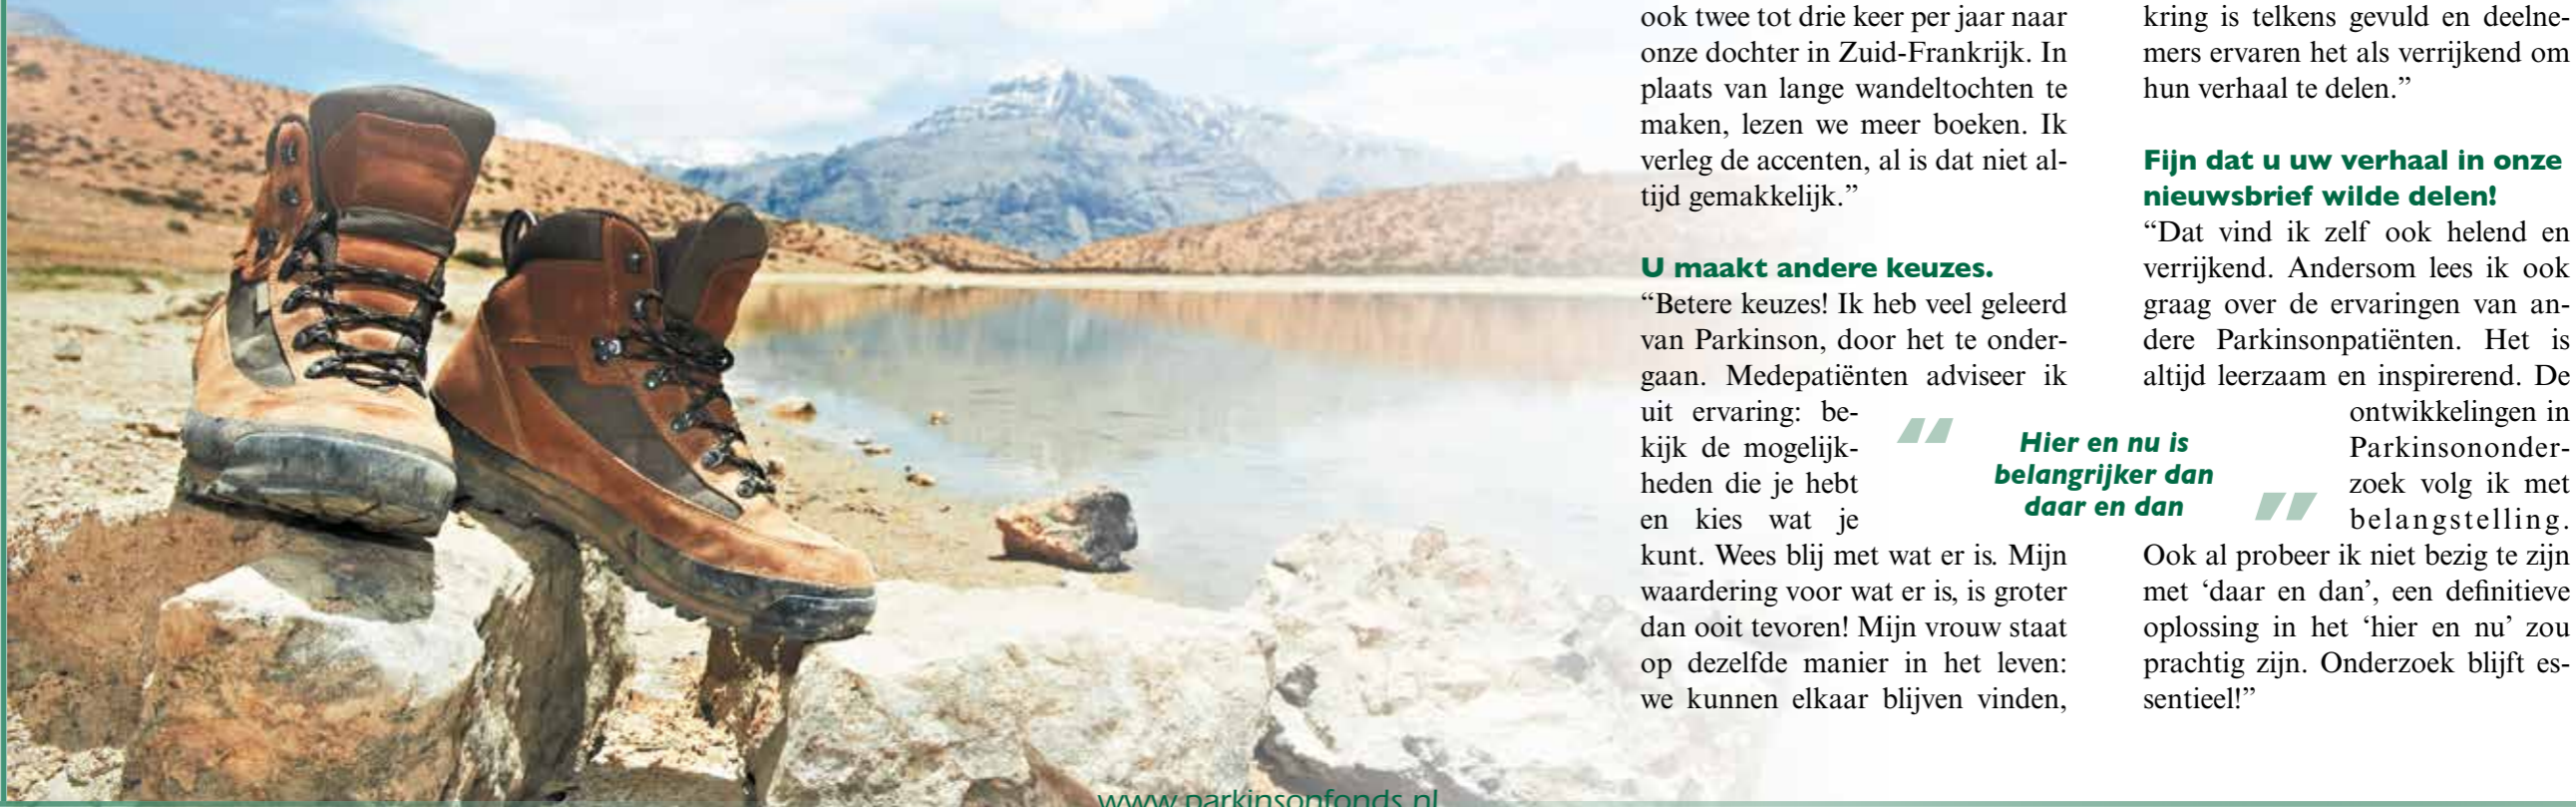 ook twee tot drie keer per jaar naar
onze dochter in Zuid-Frankrijk. In
plaats van lange wandeltochten te
maken, lezen we meer boeken. Ik
verleg de accenten, al is dat niet al-
tijd gemakkelijk.”
U maakt andere keuzes.
“Betere keuzes! Ik heb veel geleerd
van Parkinson, door het te onder-
gaan. Medepatiënten adviseer ik
uit ervaring: be-
kijk de mogelijk-
heden die je hebt
en kies wat je
kunt. Wees blij met wat er is. Mijn
waardering voor wat er is, is groter
dan ooit tevoren! Mijn vrouw staat
op dezelfde manier in het leven:
we kunnen elkaar blijven vinden,
“ Hier en nu is
belangrijker dan
daar en dan ”
kring is telkens gevuld en deelne-
mers ervaren het als verrijkend om
hun verhaal te delen.”
Fijn dat u uw verhaal in onze
nieuwsbrief wilde delen!
“Dat vind ik zelf ook helend en
verrijkend. Andersom lees ik ook
graag over de ervaringen van an-
dere Parkinsonpatiënten. Het is
altijd leerzaam en inspirerend. De
ontwikkelingen in
Parkinsononder-
zoek volg ik met
belangstelling.
Ook al probeer ik niet bezig te zijn
met ‘daar en dan’, een definitieve
oplossing in het ‘hier en nu’ zou
prachtig zijn. Onderzoek blijft es-
sentieel!”
www.parkinsonfonds.nl